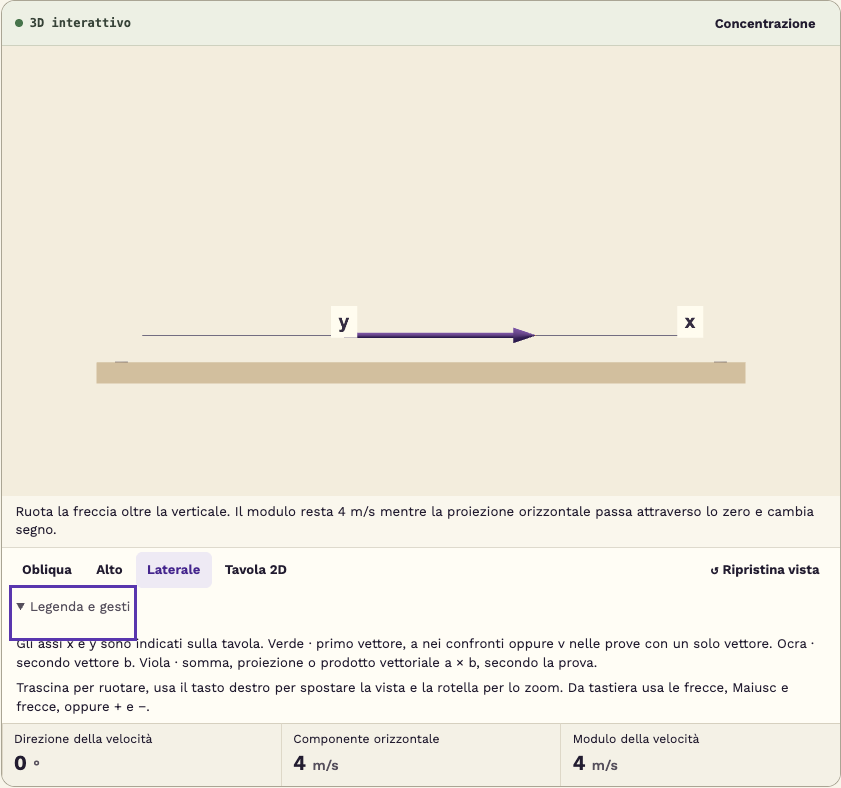 3D interattivo
Concentrazione
y
x
Ruota la freccia oltre la verticale. Il modulo resta 4 m/s mentre la proiezione orizzontale passa attraverso lo zero e cambia
segno.
Obliqua Alto Laterale Tavola 2D ↺ Ripristina vista
▼ Legenda e gesti
Gli assi x e y sono indicati sulla tavola. Verde · primo vettore, a nei confronti oppure v nelle prove con un solo vettore. Ocra ·
secondo vettore b. Viola · somma, proiezione o prodotto vettoriale a × b, secondo la prova.
Trascina per ruotare, usa il tasto destro per spostare la vista e la rotella per lo zoom. Da tastiera usa le frecce, Maiusc e
frecce, oppure + e −.
Direzione della velocità
0 °
Componente orizzontale
4 m/s
Modulo della velocità
4 m/s